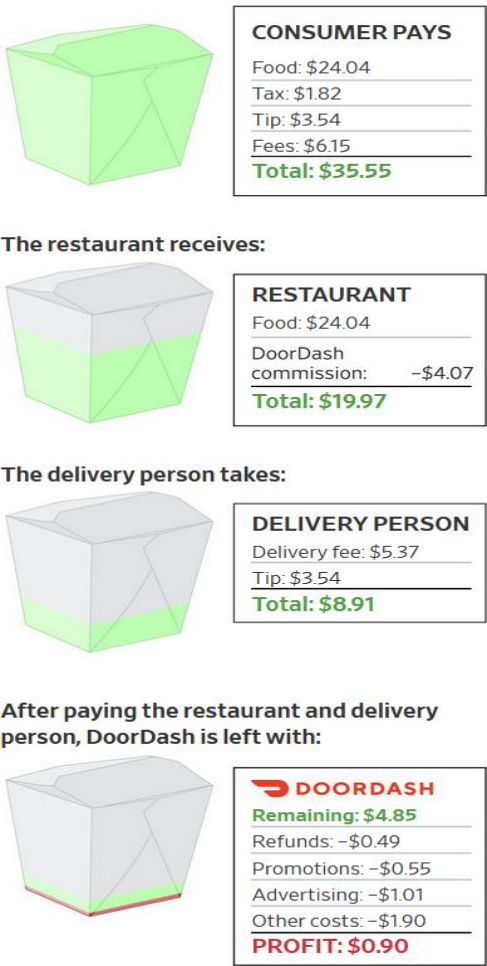 CONSUMER PAYS
Food: $24.04
Tax: $1.82
Tip: $3.54
Fees: $6.15
Total: $35.55
The restaurant receives:
RESTAURANT
Food: $24.04
DoorDash
commission: -$4.07
Total: $19.97
The delivery person takes:
DELIVERY PERSON
Delivery fee: $5.37
Tip: $3.54
Total: $8.91
After paying the restaurant and delivery
person, DoorDash is left with:
DOORDASH
Remaining: $4.85
Refunds: -$0.49
Promotions: -$0.55
Advertising: -$1.01
Other costs: -$1.90
PROFIT: $0.90